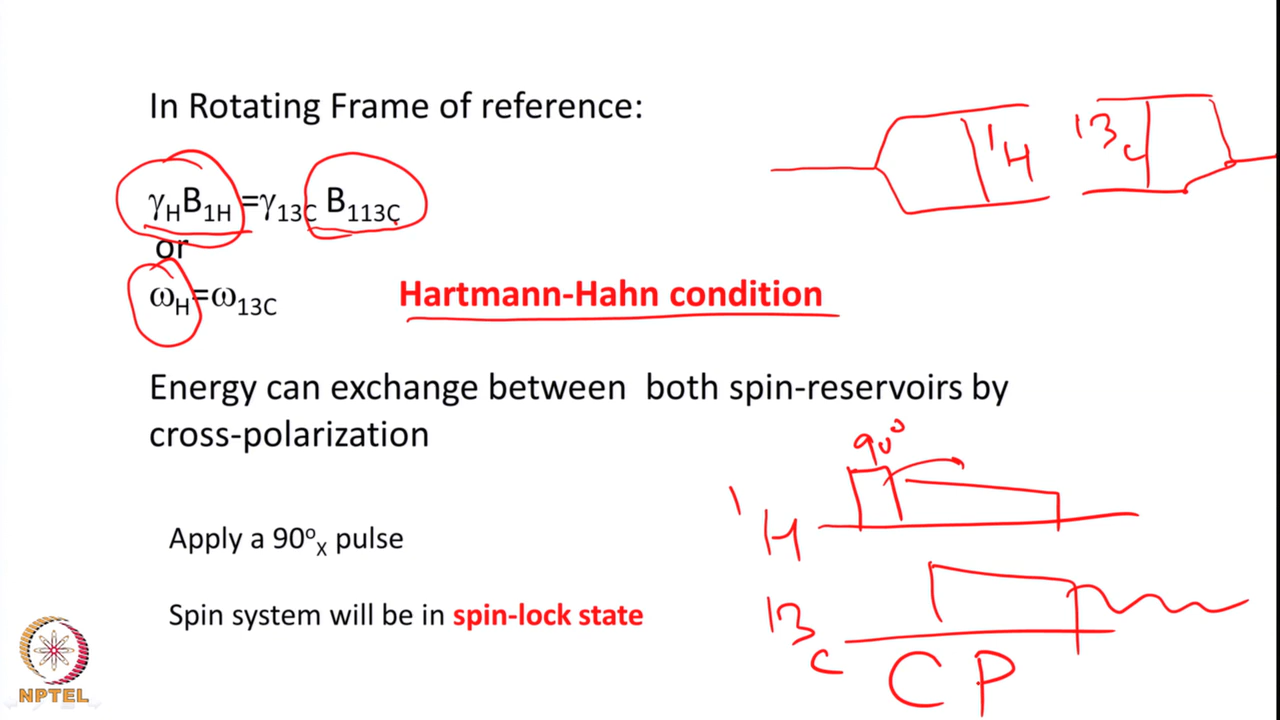 In Rotating Frame of reference:
γHB1H=γ13C B113C
or
ωH=ω13C
Hartmann-Hahn condition
Energy can exchange between both spin-reservoirs by
cross-polarization
Apply a 90oX pulse
Spin system will be in spin-lock state
1H
13C
90°
1H
13C
CP
NPTEL